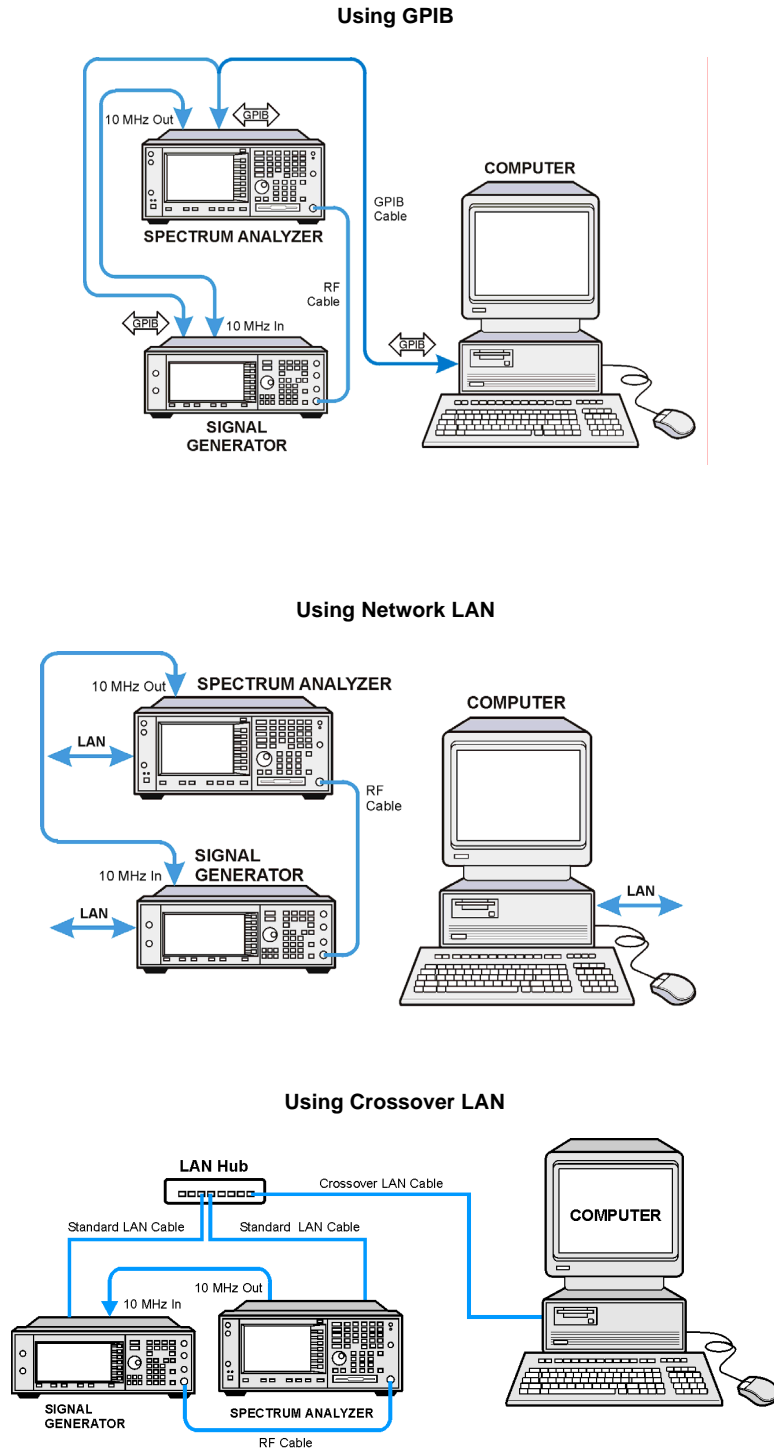 Using GPIB
10 MHz Out
GPIB
COMPUTER
GPIB
Cable
SPECTRUM ANALYZER
RF
Cable
GPIB
10 MHz In
GPIB
SIGNAL
GENERATOR
Using Network LAN
10 MHz Out
SPECTRUM ANALYZER
COMPUTER
LAN
RF
Cable
SIGNAL
GENERATOR
10 MHz In
LAN
LAN
Using Crossover LAN
LAN Hub
Crossover LAN Cable
Standard LAN Cable
Standard LAN Cable
COMPUTER
10 MHz Out
10 MHz In
SIGNAL
GENERATOR
SPECTRUM ANALYZER
RF Cable